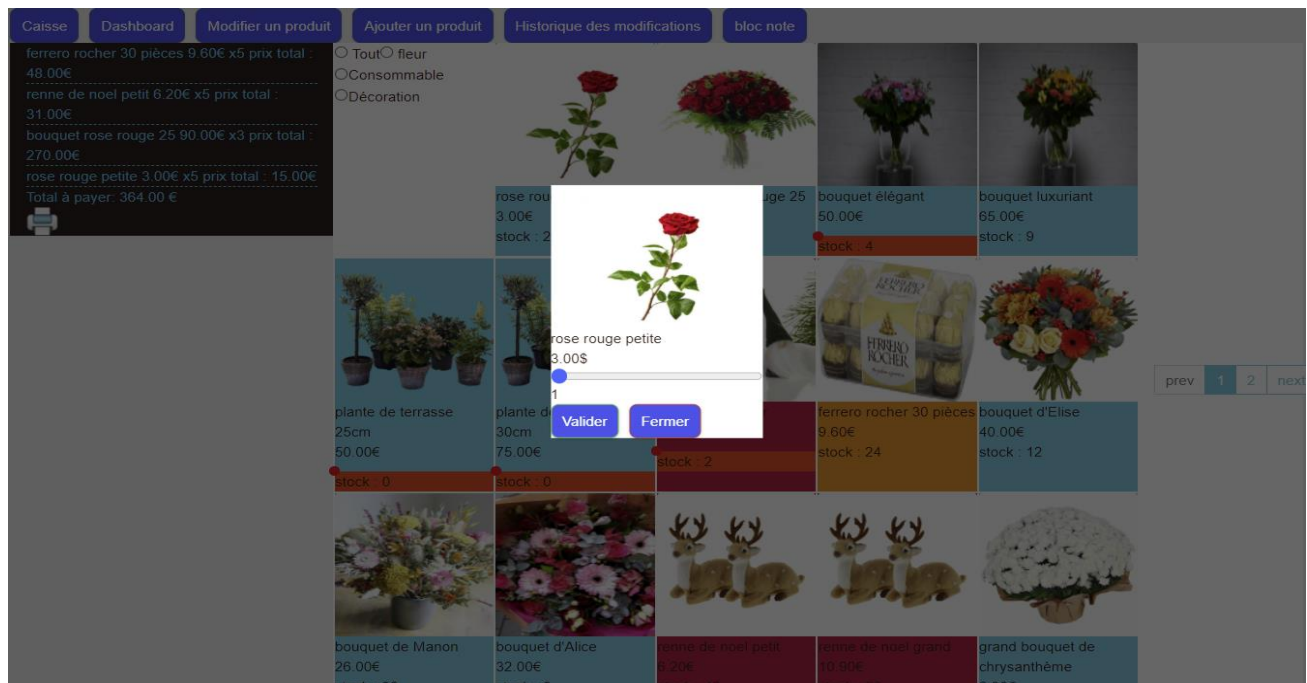 Caisse Dashboard Modifier un produit Ajouter un produit Historique des modifications bloc note
ferrero rocher 30 pièces 9.60€ x5 prix total :
48.00€
renne de noel petit 6.20€ x5 prix total :
31.00€
bouquet rose rouge 25 90.00€ x3 prix total :
270.00€
rose rouge petite 3.00€ x5 prix total : 15.00€
Total à payer: 364.00 €
Tout fleur
Consommable
Décoration
rose rou
3.00€
stock : 2
uge 25
bouquet élégant
50.00€
stock : 4
bouquet luxuriant
65.00€
stock : 9
rose rouge petite
3.00$
1
Valider Fermer
plante de terrasse
25cm
50.00€
stock : 0
plante d
30cm
75.00€
stock : 0
stock : 2
FERRERO
ROCHER
FERRERO
ROCHER
ferrero rocher 30 pièces
9.60€
stock : 24
bouquet d'Elise
40.00€
stock : 12
prev 1 2 next
bouquet de Manon
26.00€
bouquet d'Alice
32.00€
renne de noel petit
6.20€
renne de noel grand
10.90€
grand bouquet de
chrysanthème